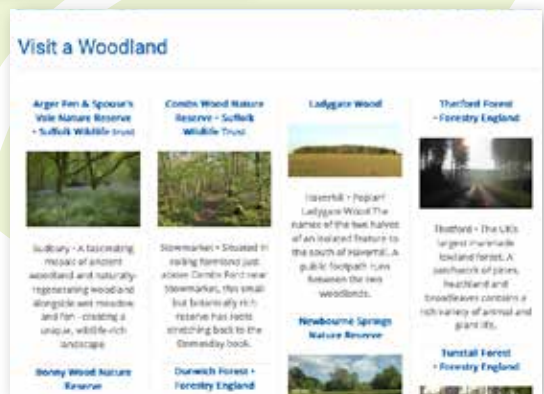 Visit a Woodland
Arger Fen & Spouse's
Vale Nature Reserve
• Suffolk Wildlife Trust
Sudbury • A fascinating
mosaic of ancient
woodland and naturally-
regenerating woodland
alongside wet meadow
and fen - creating a
unique, wildlife-rich
landscape
Bonny Wood Nature
Reserve
Combs Wood Nature
Reserve • Suffolk
Wildlife Trust
Stowmarket • Situated in
rolling farmland just
above Combs Ford near
Stowmarket, this small
but botanically rich
reserve has roots
stretching back to the
Domesday book.
Dunwich Forest •
Forestry England
Ladygate Wood
Haverhill •
Ladygate Wood The
names of the two halves
of an isolated feature to
the south of Haverhill. A
public footpath runs
between the two
woodlands.
Newbourne Springs
Nature Reserve
Thetford Forest
• Forestry England
Thetford • The UK's
largest manmade
lowland forest. A
patchwork of pines,
heathland and
broadleaves contains a
rich variety of animal and
plant life.
Tunstall Forest
• Forestry England